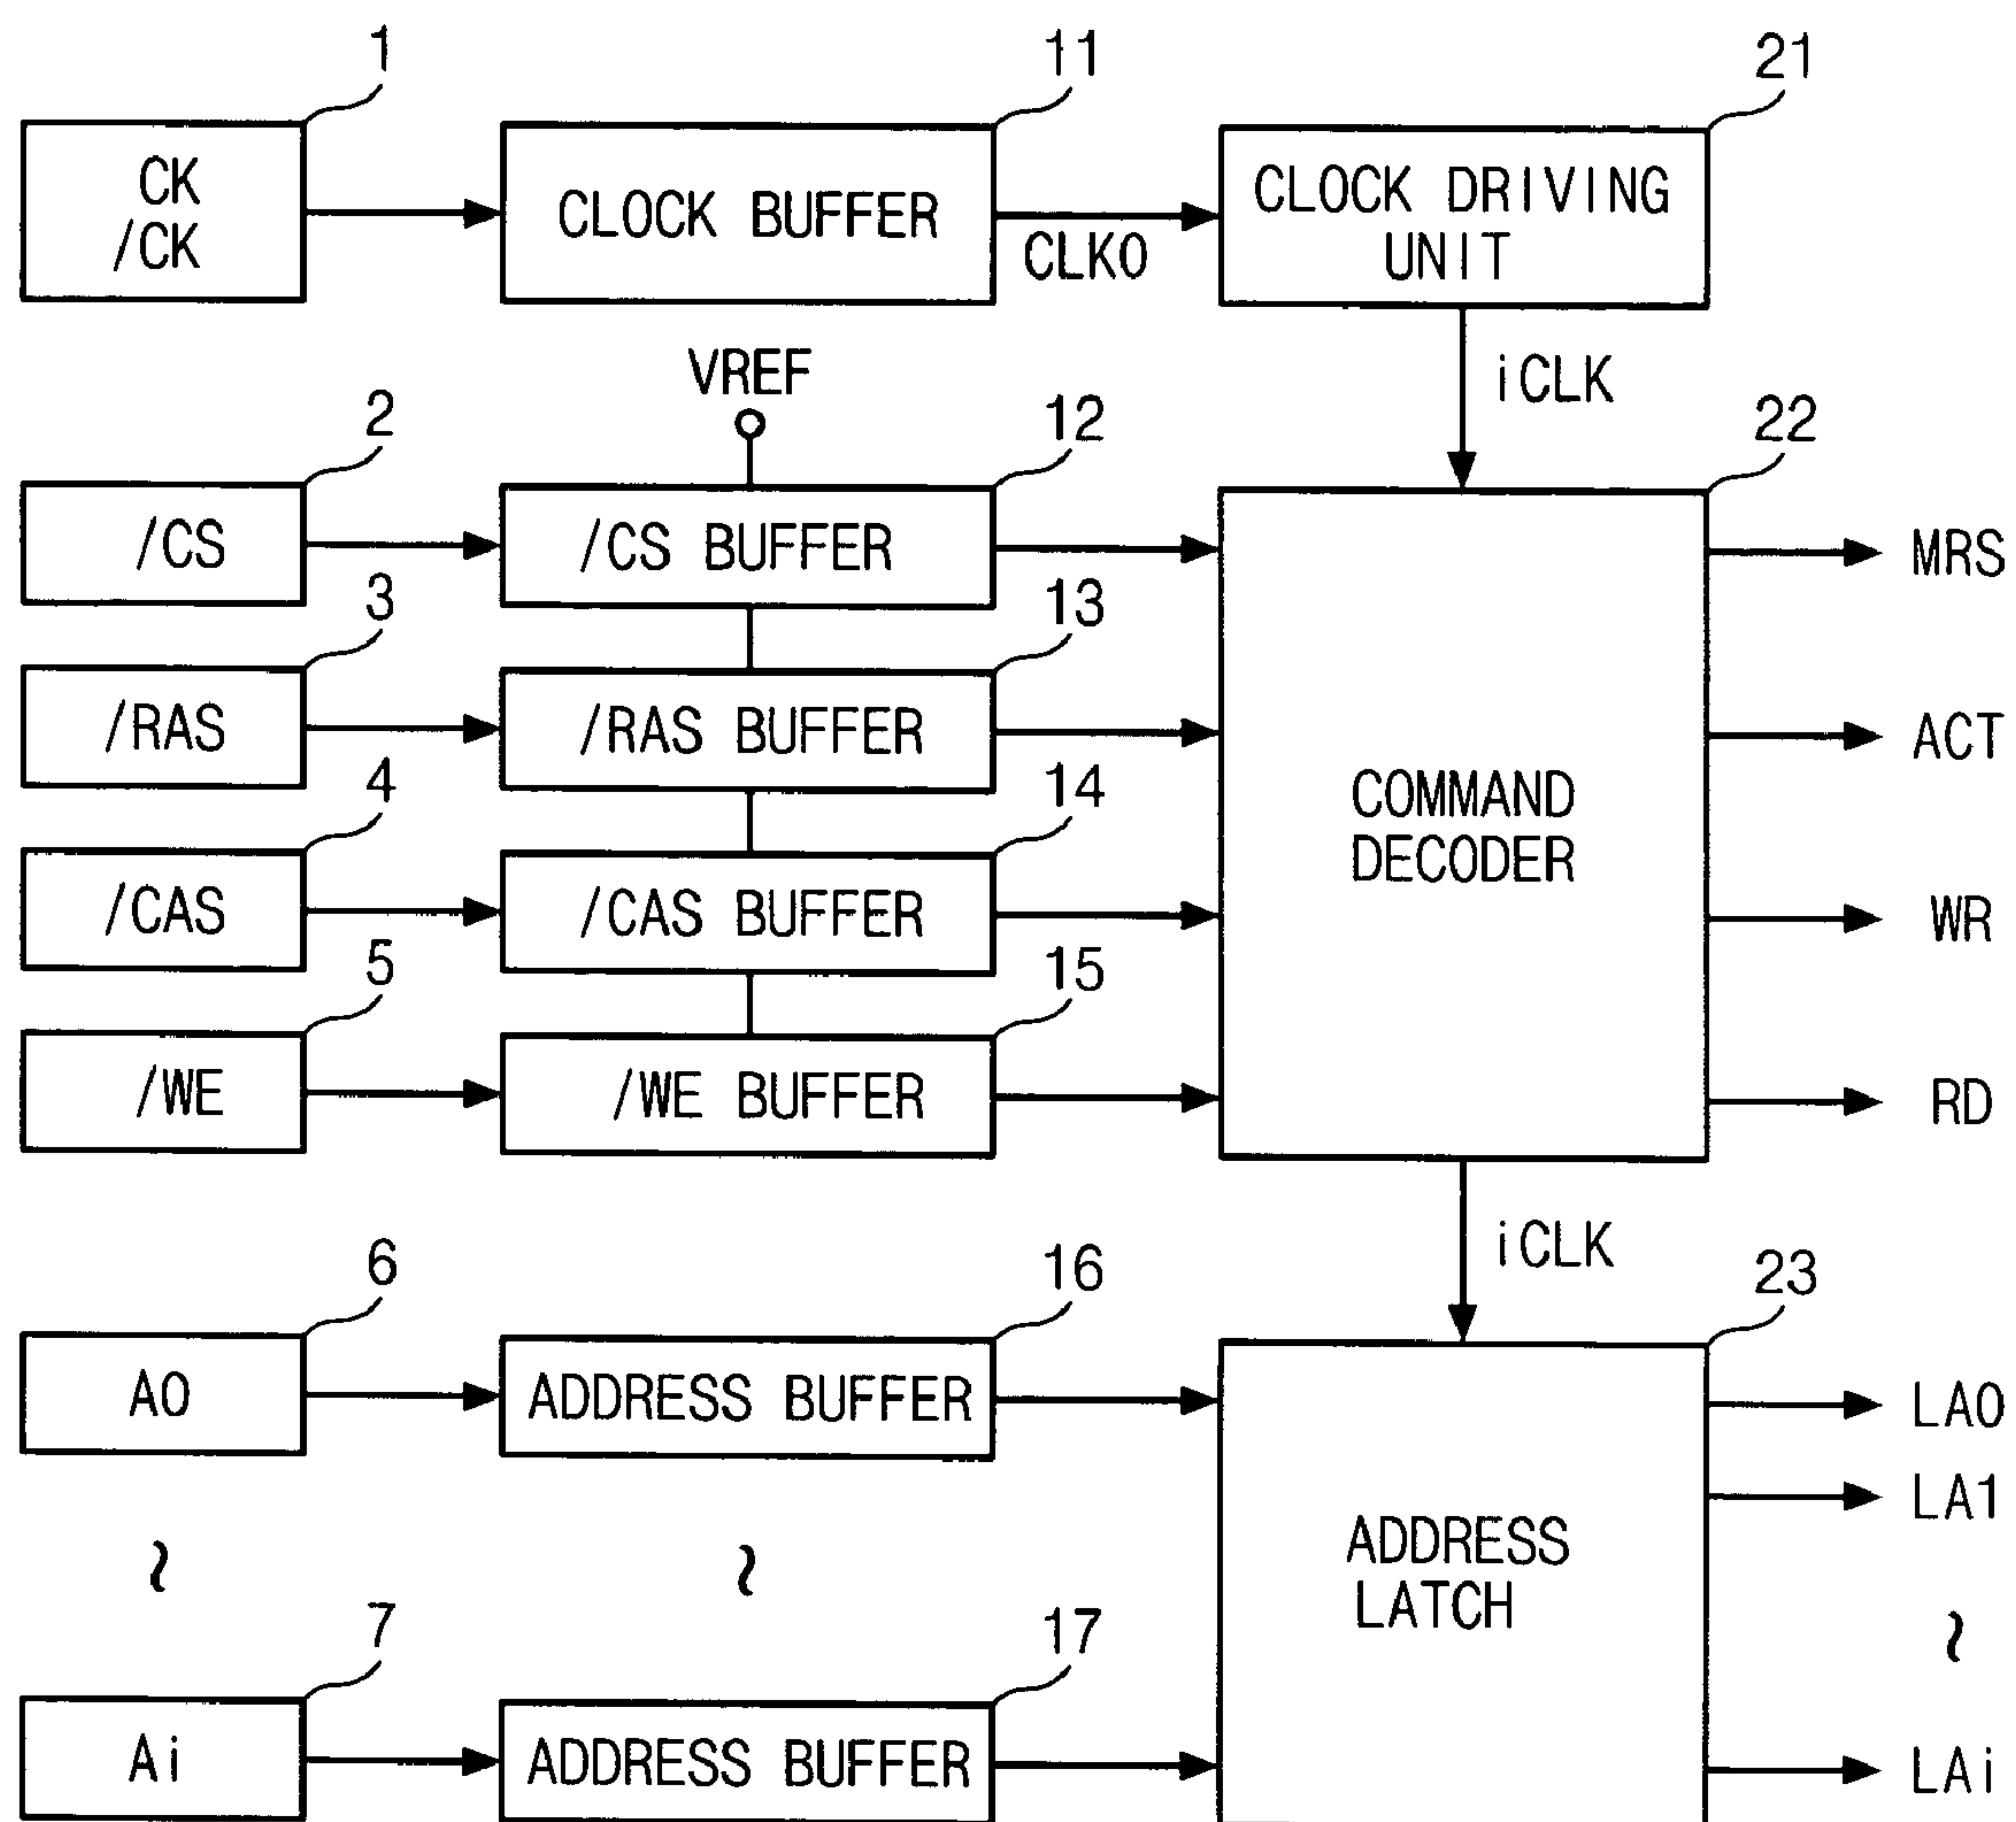 1
11
21
CK
/CK
CLOCK BUFFER
CLK0
CLOCK DRIVING
UNIT
iCLK
VREF
2
12
22
/CS
/CS BUFFER
MRS
3
13
/RAS
/RAS BUFFER
ACT
4
14
COMMAND
DECODER
/CAS
/CAS BUFFER
WR
5
15
/WE
/WE BUFFER
RD
iCLK
6
16
23
A0
ADDRESS BUFFER
LA0
LA1
ADDRESS
LATCH
~
~
~
7
17
Ai
ADDRESS BUFFER
LAi